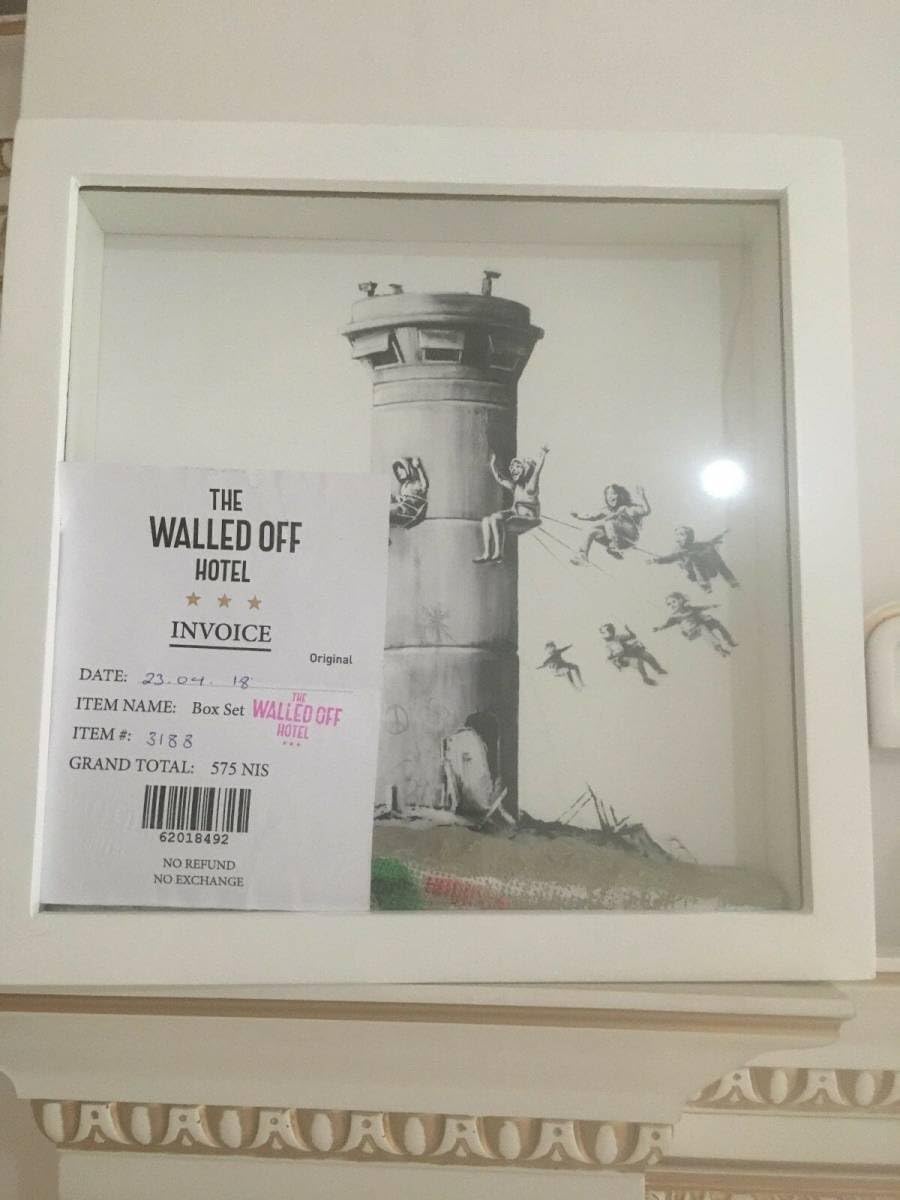 THE
WALLED OFF
HOTEL
INVOICE
Original
DATE: 23.04.18
ITEM NAME: Box Set
THE
WALLED OFF
HOTEL
ITEM #: 3188
GRAND TOTAL: 575 NIS
62018492
NO REFUND
NO EXCHANGE